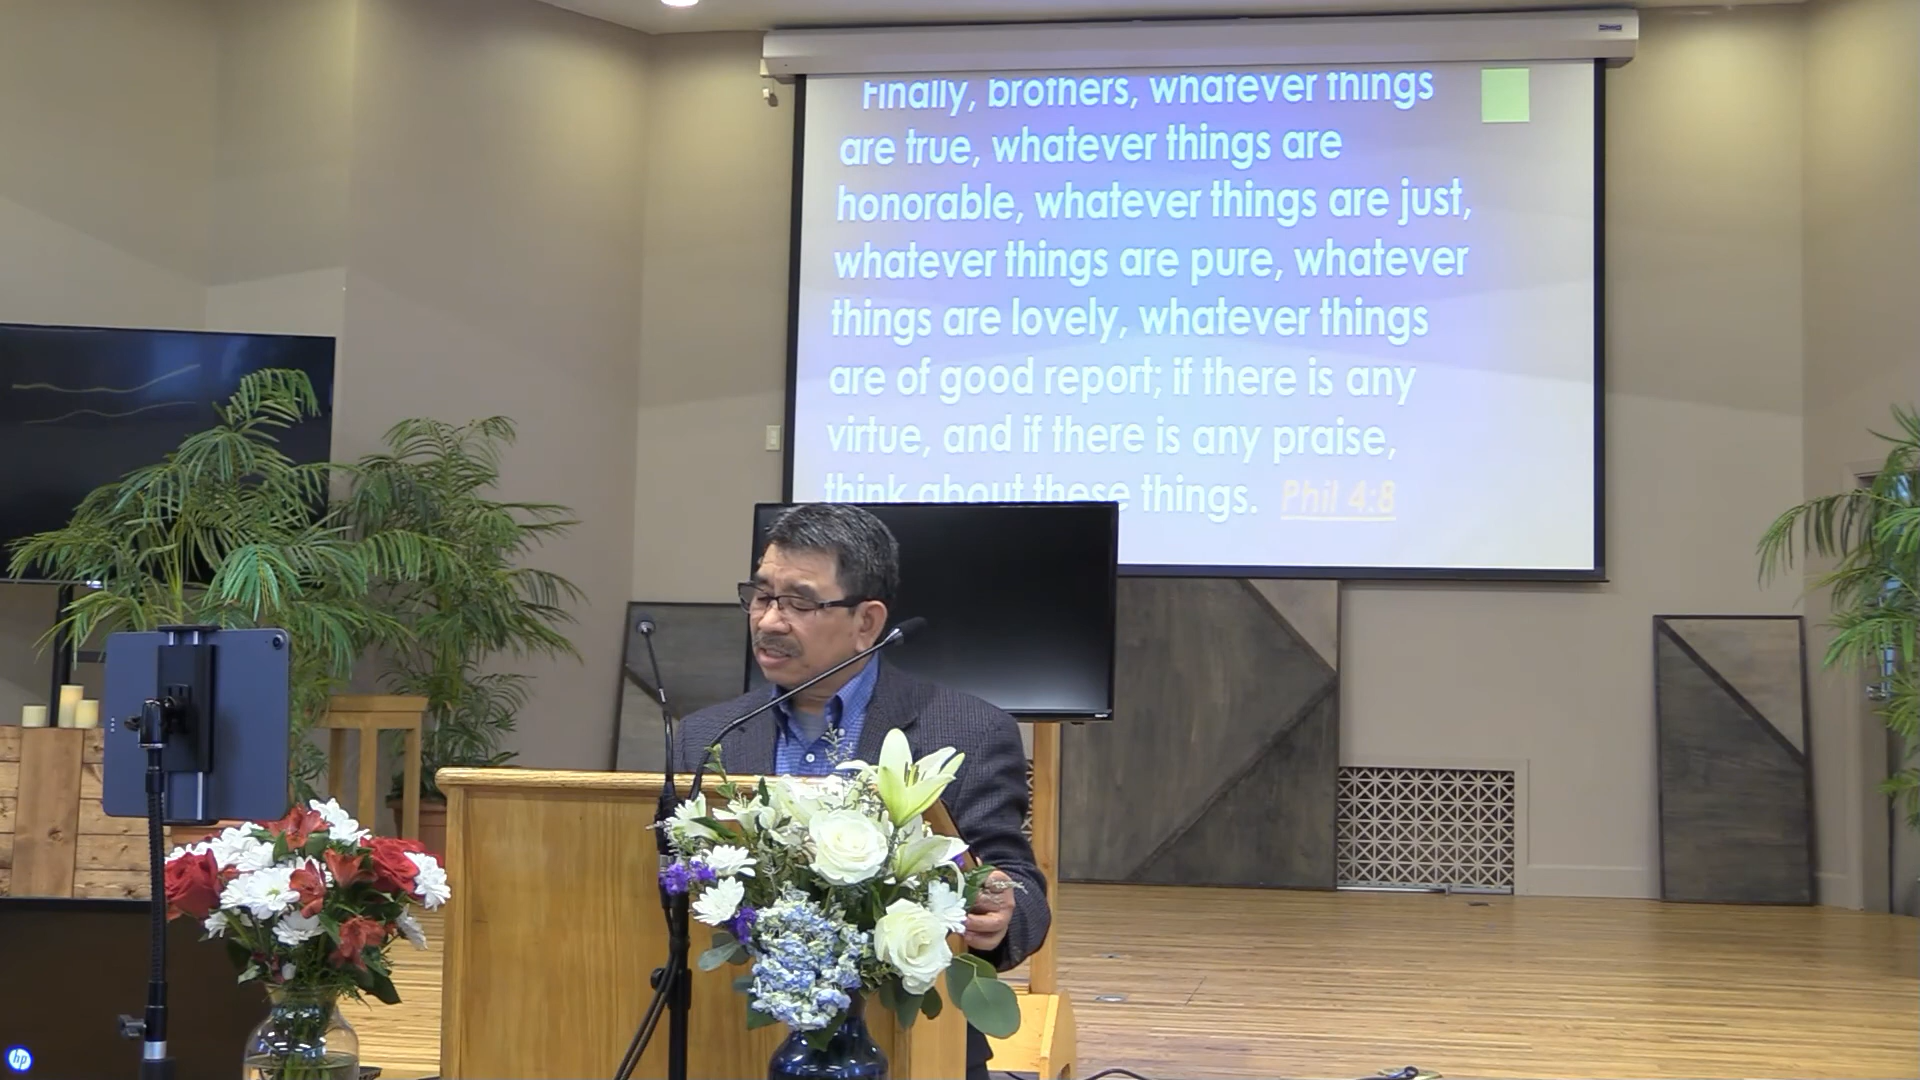 Finally, brothers, whatever things
are true, whatever things are
honorable, whatever things are just,
whatever things are pure, whatever
things are lovely, whatever things
are of good report; if there is any
virtue, and if there is any praise,
think about these things. Phil 4:8
hp